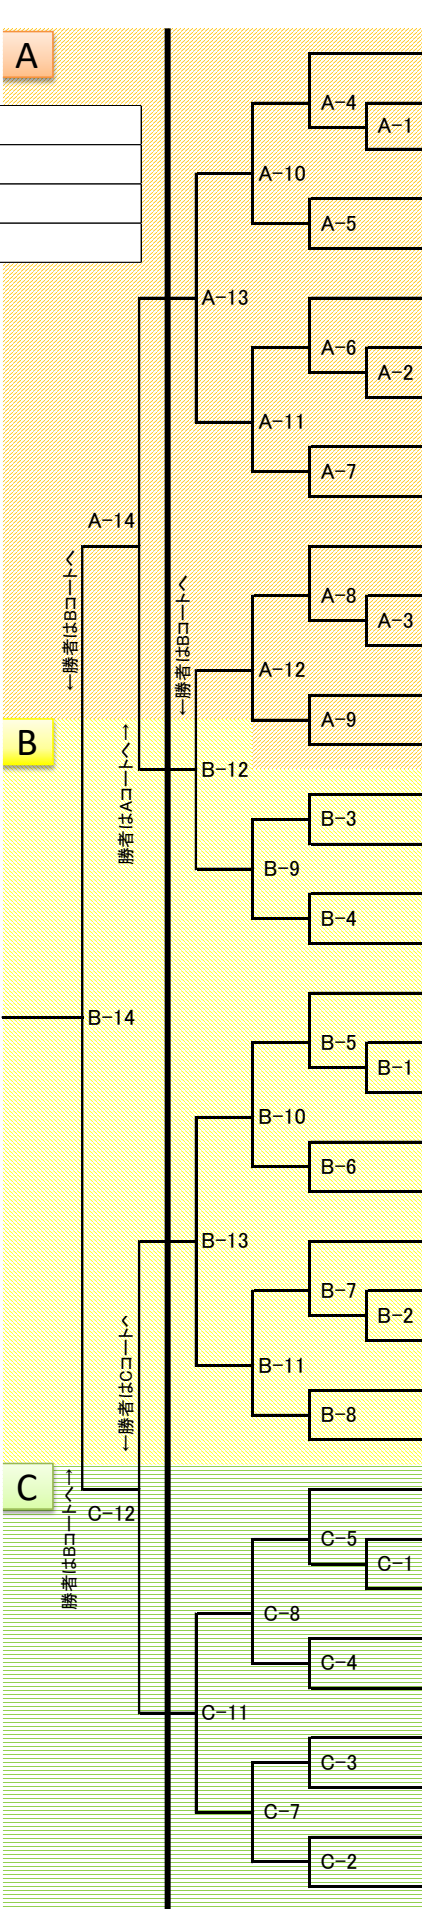 A
A-4
A-1
A-10
A-5
A-13
A-6
A-2
A-11
A-7
A-14
←勝者はBコートへ
←勝者はBコートへ
A-8
A-3
A-12
A-9
B
勝者はAコートへ→
B-12
B-3
B-9
B-4
B-14
B-5
B-1
B-10
B-6
B-13
B-7
B-2
←勝者はCコートへ
B-11
B-8
C
勝者はBコートへ→
C-12
C-5
C-1
C-8
C-4
C-11
C-3
C-7
C-2